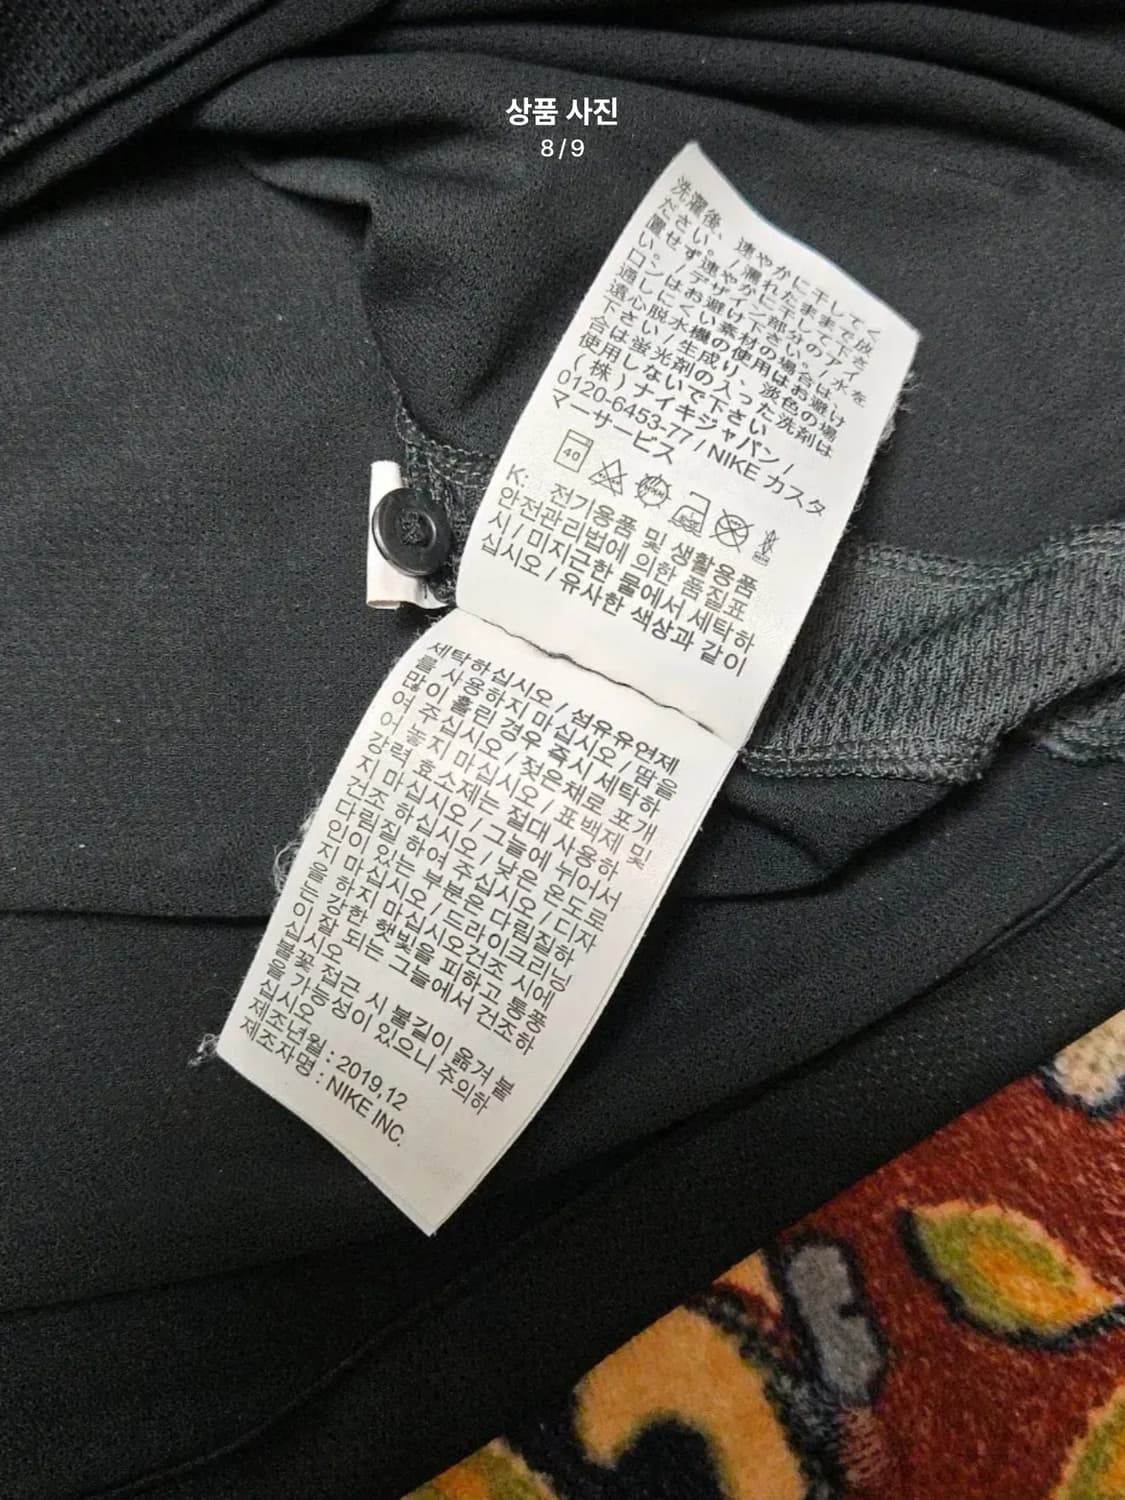 상품 사진
8/9
洗濯後、速やかに干してく
ださい。/濡れたままで放
置せず速やかに干して下さ
い。/デザイン部分のアイ
ロンはお避け下さい。/水を
通しにくい素材の場合は、
遠心脱水機の使用はお避け
下さい/生成り、淡色の場
合は蛍光剤の入った洗剤は
使用しないで下さい
(株)ナイキジャパン/
0120-6453-77/NIKE カスタ
マーサービス
40
K: 전기용품 및 생활용품
안전관리법에 의한 품질표
시/미지근한 물에서 세탁하
십시오/유사한 색상과 같이
세탁하십시오/섬유유연제
를 사용하지 마십시오/땀을
많이 흘린 경우 즉시 세탁하
여 주십시오/젖은채로 포개
어 놓지 마십시오/표백제 및
강력 효소제는 절대 사용하
지 마십시오/그늘에 뉘어서
건조 하십시오/낮은 온도로
다림질 하여 주십시오/디자
인이 있는 부분은 다림질하
지 마십시오/드라이크리닝
은 하지 마십시오건조 시에
는 강한 햇빛을 피하고 통풍
이 잘 되는 그늘에서 건조하
십시오
불꽃 접근 시 불길이 옮겨 붙
을 가능성이 있으니 주의하
십시오
제조년월 : 2019,12
제조자명 : NIKE INC.